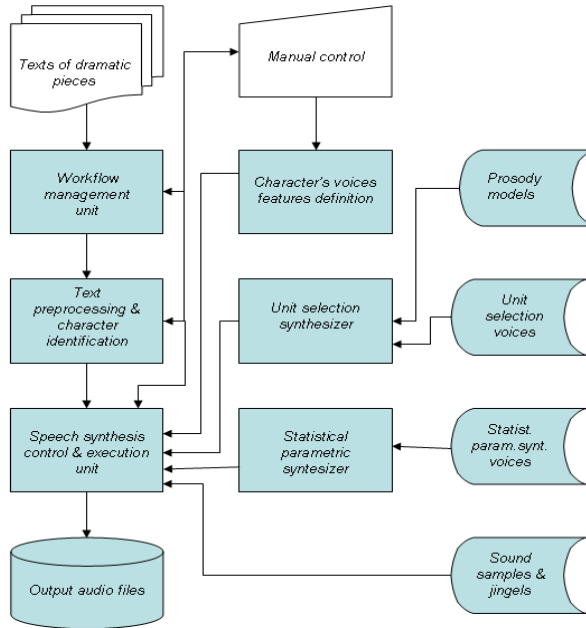 Texts of dramatic
pieces
Manual control
Workflow
management
unit
Character's voices
features definition
Prosody
models
Text
preprocessing &
character
identification
Unit selection
synthesizer
Unit
selection
voices
Speech synthesis
control & execution
unit
Statistical
parametric
syntesizer
Statist.
param.synt.
voices
Output audio files
Sound
samples &
jingels